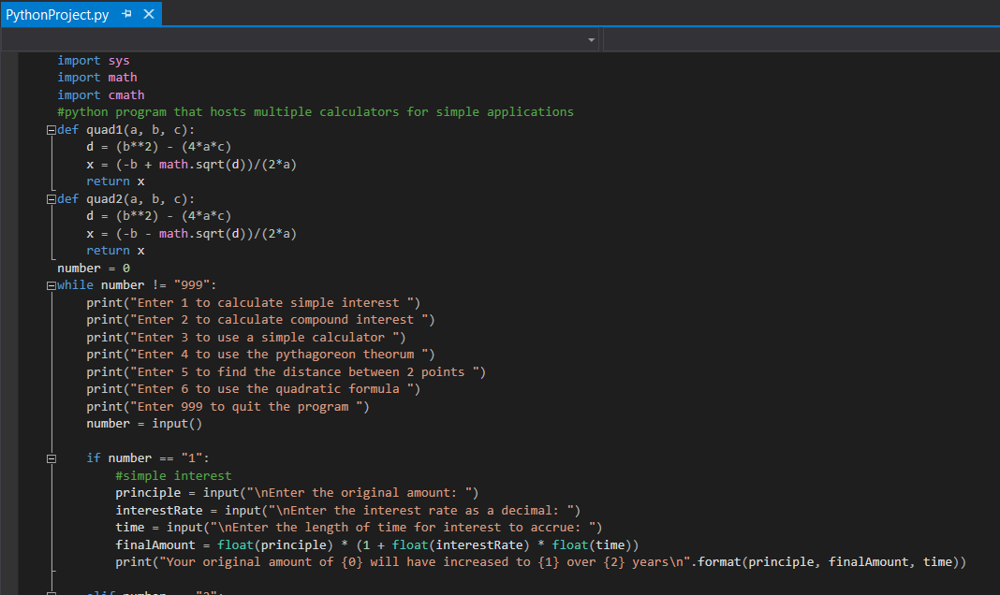 PythonProject.py
import sys
import math
import cmath
#python program that hosts multiple calculators for simple applications
def quad1(a, b, c):
    d = (b**2) - (4*a*c)
    x = (-b + math.sqrt(d))/(2*a)
    return x
def quad2(a, b, c):
    d = (b**2) - (4*a*c)
    x = (-b - math.sqrt(d))/(2*a)
    return x
number = 0
while number != "999":
    print("Enter 1 to calculate simple interest ")
    print("Enter 2 to calculate compound interest ")
    print("Enter 3 to use a simple calculator ")
    print("Enter 4 to use the pythagoreon theorum ")
    print("Enter 5 to find the distance between 2 points ")
    print("Enter 6 to use the quadratic formula ")
    print("Enter 999 to quit the program ")
    number = input()
    if number == "1":
        #simple interest
        principle = input("\nEnter the original amount: ")
        interestRate = input("\nEnter the interest rate as a decimal: ")
        time = input("\nEnter the length of time for interest to accrue: ")
        finalAmount = float(principle) * (1 + float(interestRate) * float(time))
        print("Your original amount of {0} will have increased to {1} over {2} years\n".format(principle, finalAmount, time))